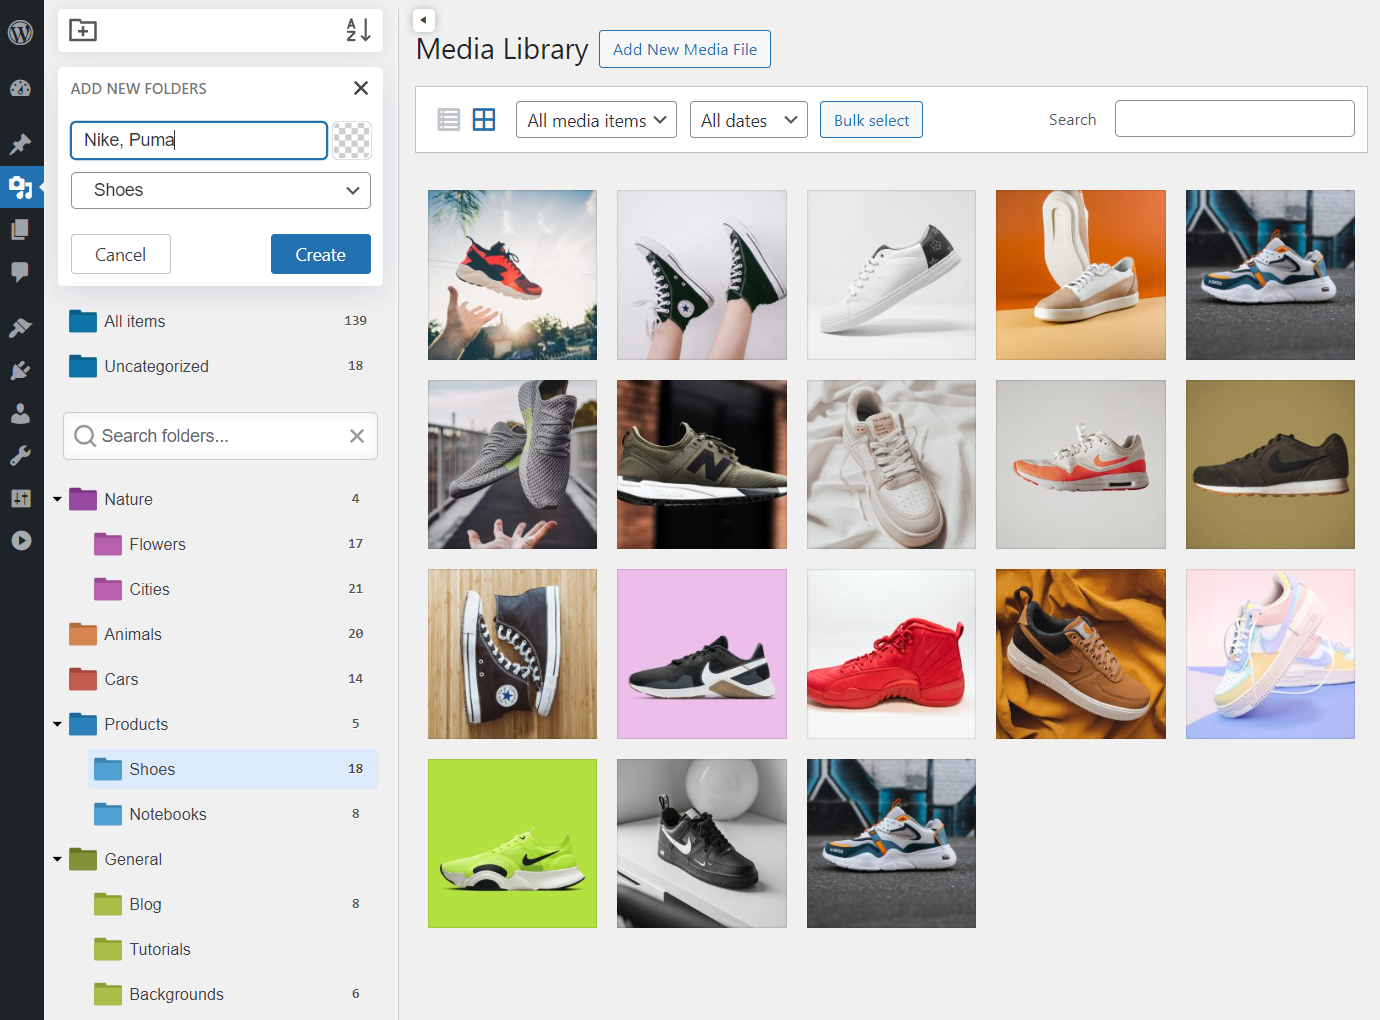 A
Z
ADD NEW FOLDERS
Nike, Puma
Shoes
Cancel
Create
All items 139
Uncategorized 18
Search folders...
Nature 4
Flowers 17
Cities 21
Animals 20
Cars 14
Products 5
Shoes 18
Notebooks 8
General
Blog 8
Tutorials
Backgrounds 6
Media Library
Add New Media File
All media items
All dates
Bulk select
Search